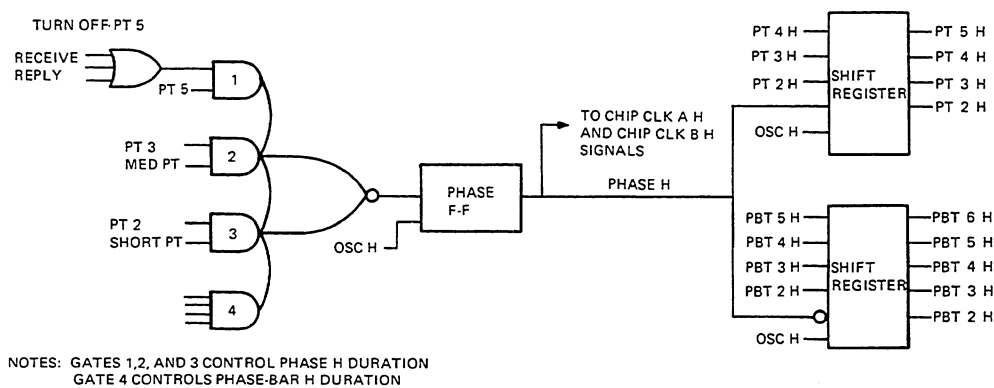 TURN OFF-PT 5
RECEIVE
REPLY
PT 5
1
PT 3
MED PT
2
PT 2
SHORT PT
3
4
OSC H
PHASE
F-F
TO CHIP CLK A H
AND CHIP CLK B H
SIGNALS
PHASE H
PT 4 H
PT 3 H
PT 2 H
OSC H
SHIFT
REGISTER
PT 5 H
PT 4 H
PT 3 H
PT 2 H
PBT 5 H
PBT 4 H
PBT 3 H
PBT 2 H
OSC H
SHIFT
REGISTER
PBT 6 H
PBT 5 H
PBT 4 H
PBT 3 H
PBT 2 H
NOTES: GATES 1,2, AND 3 CONTROL PHASE H DURATION
GATE 4 CONTROLS PHASE-BAR H DURATION